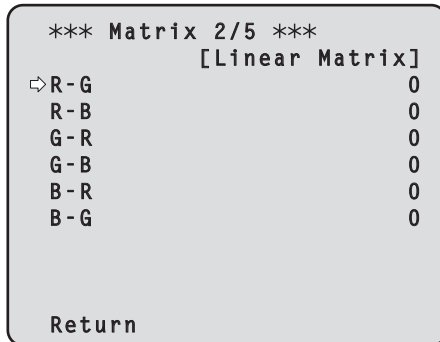 *** Matrix 2/5 ***
[Linear Matrix]
⇨R-G 0
R-B 0
G-R 0
G-B 0
B-R 0
B-G 0
Return